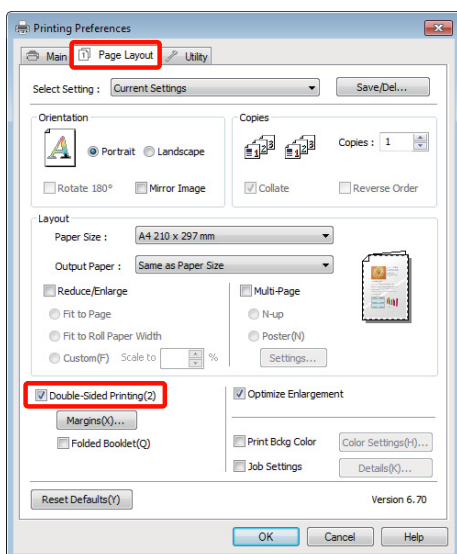 Printing Preferences
Main Page Layout Utility
Select Setting : Current Settings Save/Del...
Orientation
Portrait Landscape
Rotate 180° Mirror Image
Copies
Copies : 1
Collate Reverse Order
Layout
Paper Size : A4 210 x 297 mm
Output Paper : Same as Paper Size
Reduce/Enlarge
Fit to Page
Fit to Roll Paper Width
Custom(F) Scale to %
Multi-Page
N-up
Poster(N)
Settings...
Double-Sided Printing(2)
Margins(X)...
Folded Booklet(Q)
Optimize Enlargement
Print Bckg Color Color Settings(H)...
Job Settings Details(K)...
Reset Defaults(Y) Version 6.70
OK Cancel Help